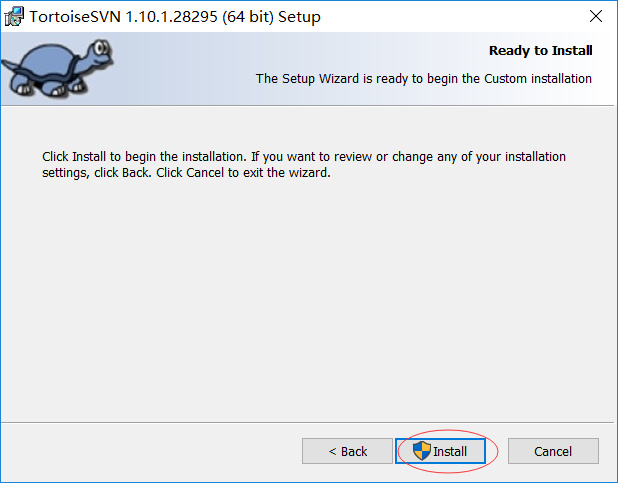 TortoiseSVN 1.10.1.28295 (64 bit) Setup
Ready to Install
The Setup Wizard is ready to begin the Custom installation
Click Install to begin the installation. If you want to review or change any of your installation
settings, click Back. Click Cancel to exit the wizard.
< Back
Install
Cancel